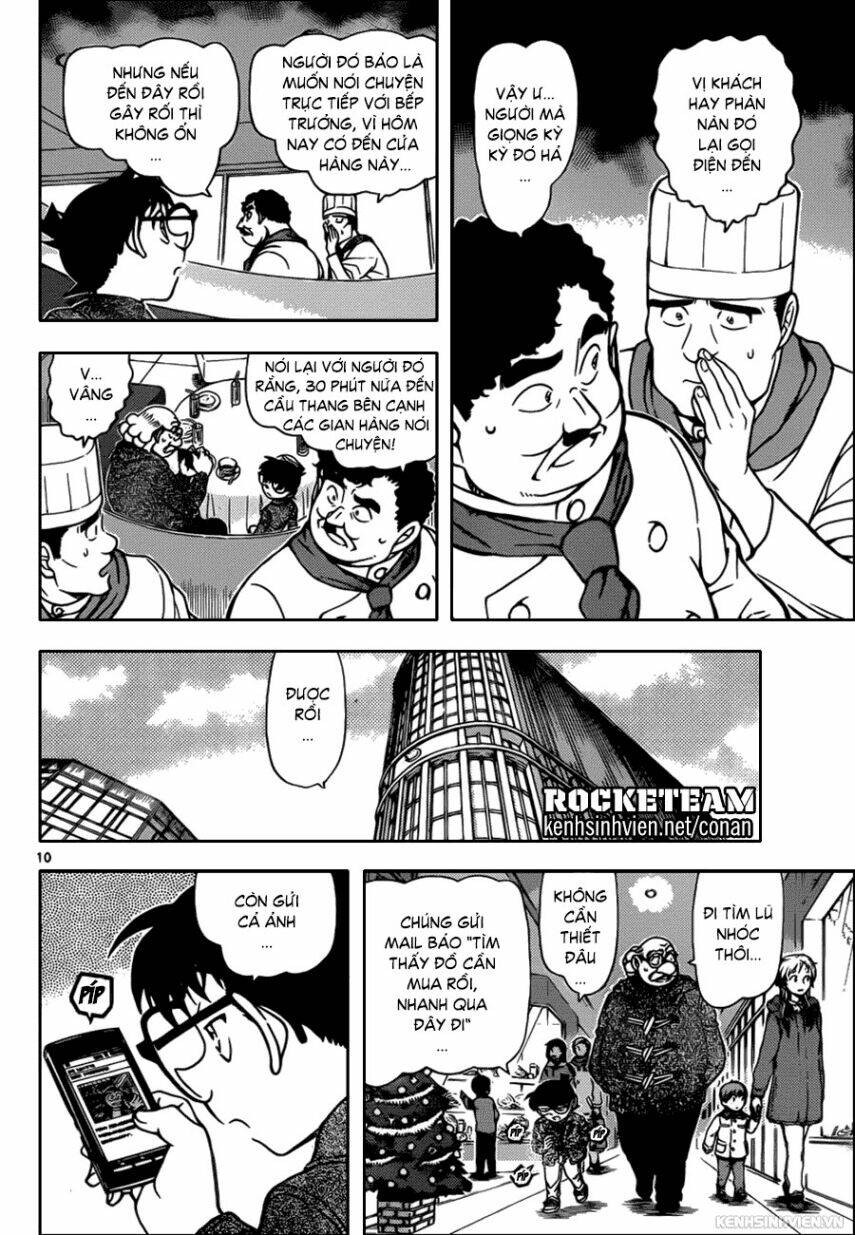 VỊ KHÁCH
HAY PHÀN
NÀN ĐÓ
LẠI GỌI
ĐIỆN ĐẾN
...
VẬY Ư...
NGƯỜI MÀ
GIỌNG KỲ
KỲ ĐÓ HẢ
...
NGƯỜI ĐÓ BẢO LÀ
MUỐN NÓI CHUYỆN
TRỰC TIẾP VỚI BẾP
TRƯỞNG, VÌ HÔM
NAY CÓ ĐẾN CỬA
HÀNG NÀY...
NHƯNG NẾU
ĐẾN ĐÂY RỒI
GÂY RỐI THÌ
KHÔNG ỔN
...
NÓI LẠI VỚI NGƯỜI ĐÓ
RẰNG, 30 PHÚT NỮA ĐẾN
CẦU THANG BÊN CẠNH
CÁC GIAN HÀNG NÓI
CHUYỆN!
V...
VÂNG
...
ĐƯỢC
RỒI
...
ROCKETEAM
kenhsinhvien.net/conan
10
ĐI TÌM LŨ
NHÓC
THÔI...
KHÔNG
CẦN
THIẾT
ĐÂU
...
CHÚNG GỬI
MAIL BÁO "TÌM
THẤY ĐỒ CẦN
MUA RỒI,
NHANH QUA
ĐÂY ĐI"
...
PÍP
PÍP
PÍP
CÒN GỬI
CẢ ẢNH
...
PÍP
KENHSINHVIEN.VN